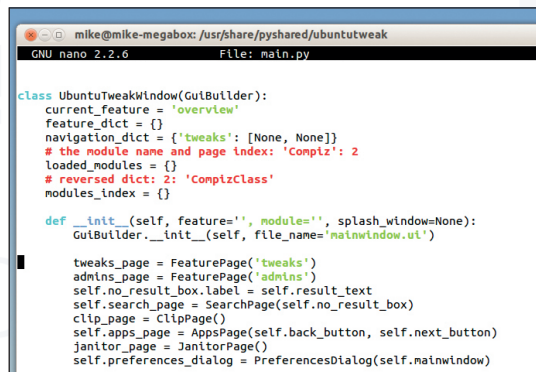 mike@mike-megabox: /usr/share/pyshared/ubuntutweak
GNU nano 2.2.6 File: main.py
class UbuntuTweakWindow(GuiBuilder):
current_feature = 'overview'
feature_dict = {}
navigation_dict = {'tweaks': [None, None]}
# the module name and page index: 'Compiz': 2
loaded_modules = {}
# reversed dict: 2: 'CompizClass'
modules_index = {}
def __init__(self, feature='', module='', splash_window=None):
GuiBuilder.__init__(self, file_name='mainwindow.ui')
tweaks_page = FeaturePage('tweaks')
admins_page = FeaturePage('admins')
self.no_result_box.label = self.result_text
self.search_page = SearchPage(self.no_result_box)
clip_page = ClipPage()
self.apps_page = AppsPage(self.back_button, self.next_button)
janitor_page = JanitorPage()
self.preferences_dialog = PreferencesDialog(self.mainwindow)